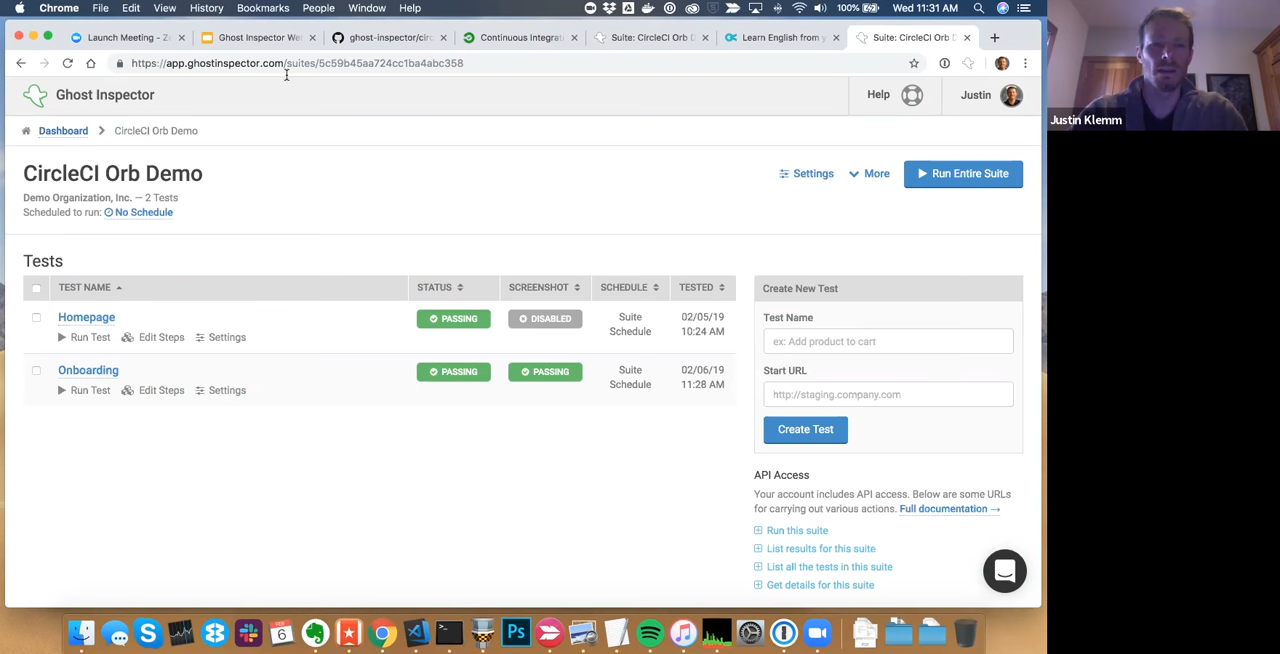 Chrome File Edit View History Bookmarks People Window Help 100% Wed 11:31 AM
Launch Meeting - Z
Ghost Inspector We
ghost-inspector/circ
Continuous Integrat
Suite: CircleCI Orb D
Learn English from y
Suite: CircleCI Orb D
https://app.ghostinspector.com/suites/5c59b45aa724cc1ba4abc358
Ghost Inspector
Help
Justin
Justin Klemm
Dashboard CircleCI Orb Demo
CircleCI Orb Demo
Demo Organization, Inc. — 2 Tests
Scheduled to run: No Schedule
Settings
More
Run Entire Suite
Tests
TEST NAME STATUS SCREENSHOT SCHEDULE TESTED
Homepage
Run Test Edit Steps Settings
PASSING
DISABLED
Suite
Schedule
02/05/19
10:24 AM
Onboarding
Run Test Edit Steps Settings
PASSING
PASSING
Suite
Schedule
02/06/19
11:28 AM
Create New Test
Test Name
ex: Add product to cart
Start URL
http://staging.company.com
Create Test
API Access
Your account includes API access. Below are some URLs
for carrying out various actions. Full documentation →
Run this suite
List results for this suite
List all the tests in this suite
Get details for this suite
FEB
6
Ps